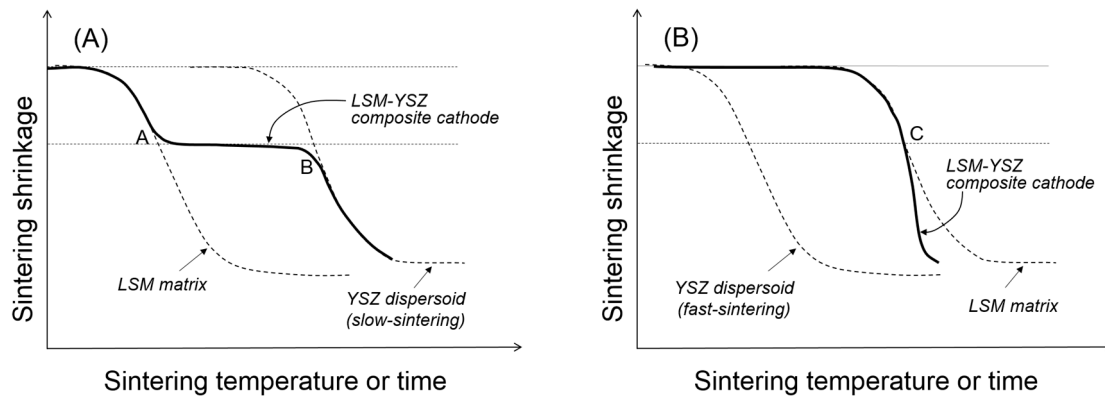 (A)
Sintering shrinkage
A
B
LSM-YSZ
composite cathode
LSM matrix
YSZ dispersoid
(slow-sintering)
Sintering temperature or time
(B)
Sintering shrinkage
C
LSM-YSZ
composite cathode
YSZ dispersoid
(fast-sintering)
LSM matrix
Sintering temperature or time